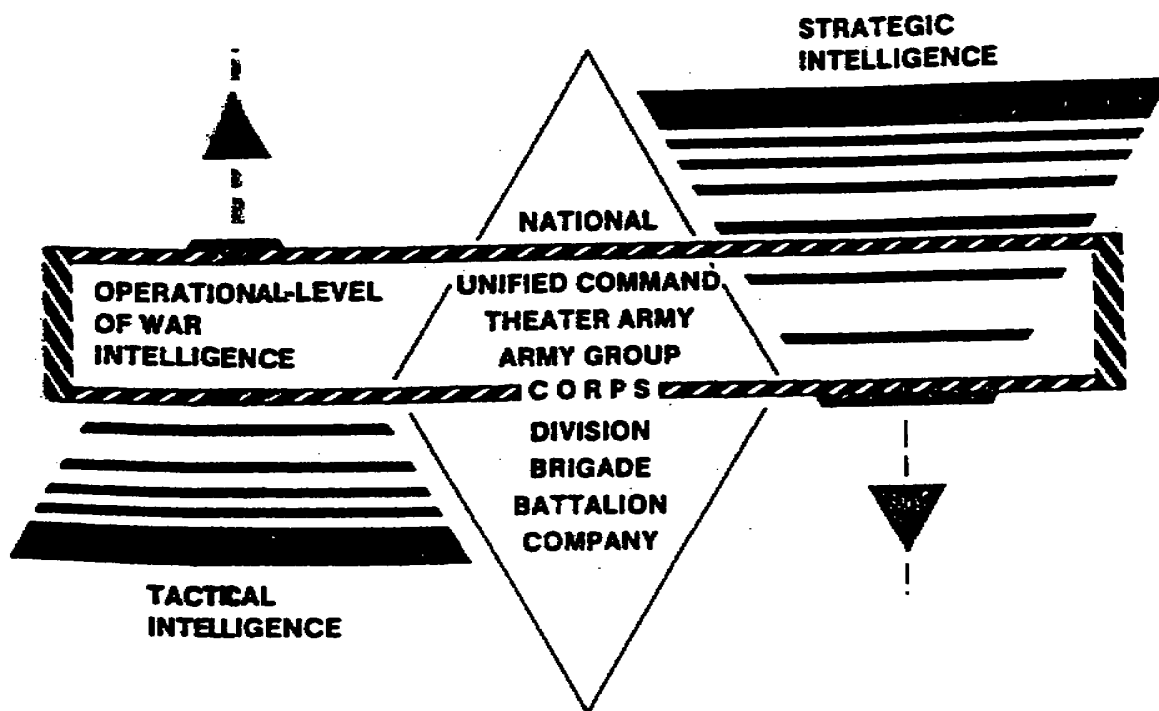 STRATEGIC
INTELLIGENCE
NATIONAL
OPERATIONAL-LEVEL
OF WAR
INTELLIGENCE
UNIFIED COMMAND
THEATER ARMY
ARMY GROUP
CORPS
DIVISION
BRIGADE
BATTALION
COMPANY
TACTICAL
INTELLIGENCE